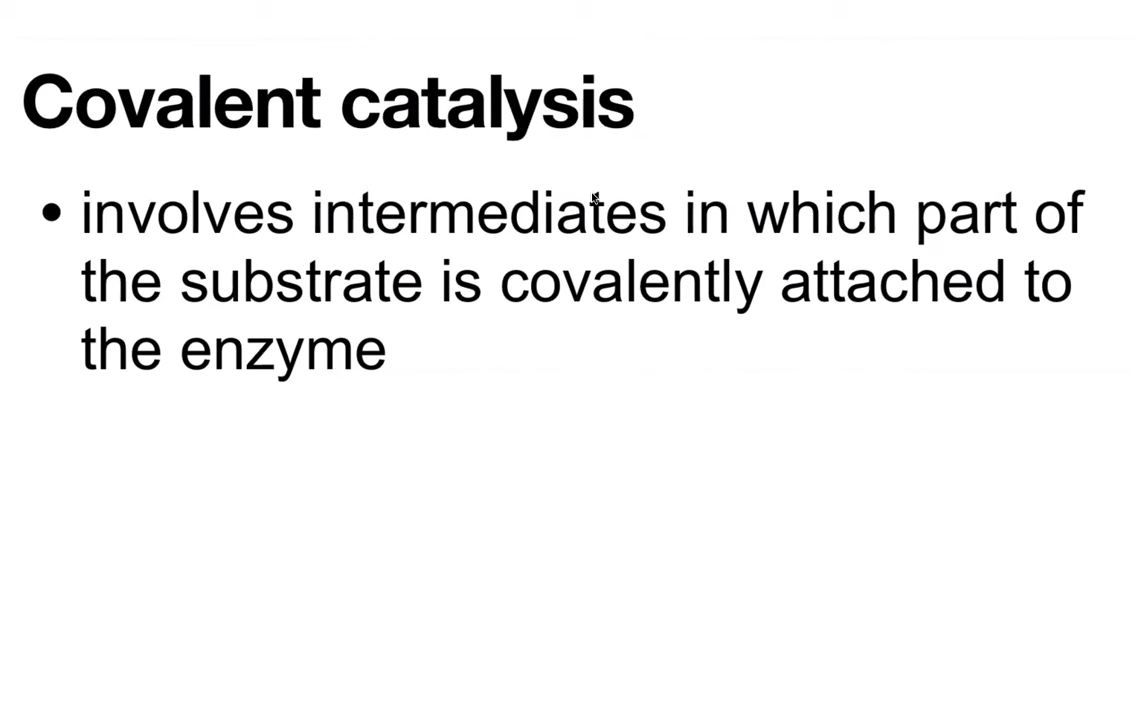 Covalent catalysis
• involves intermediates in which part of
the substrate is covalently attached to
the enzyme